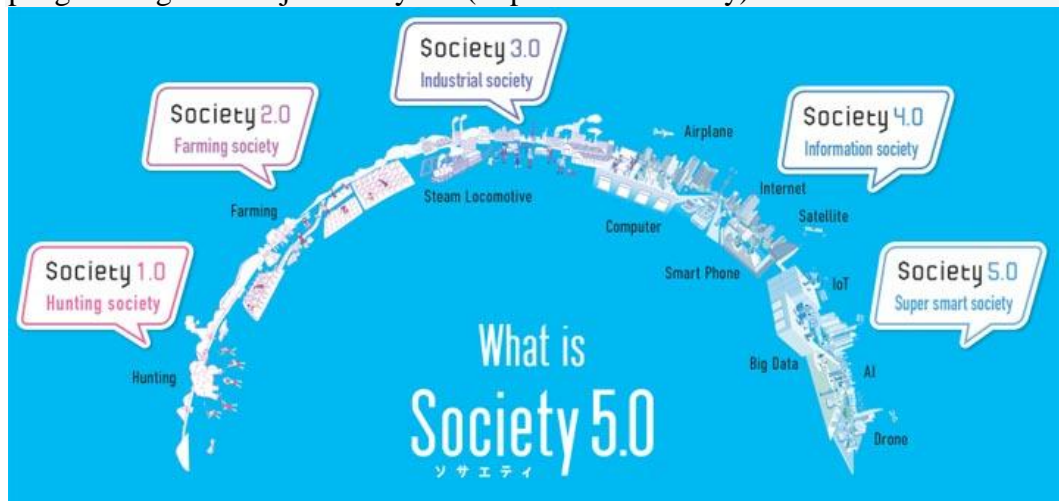 Society 3.0
Industrial society
Society 2.0
Farming society
Society 4.0
Information society
Airplane
Steam Locomotive
Internet
Farming
Satellite
Computer
Society 1.0
Hunting society
Smart Phone
IoT
Society 5.0
Super smart society
What is
Society 5.0
ソサエティ
Hunting
Big Data
AI
Drone